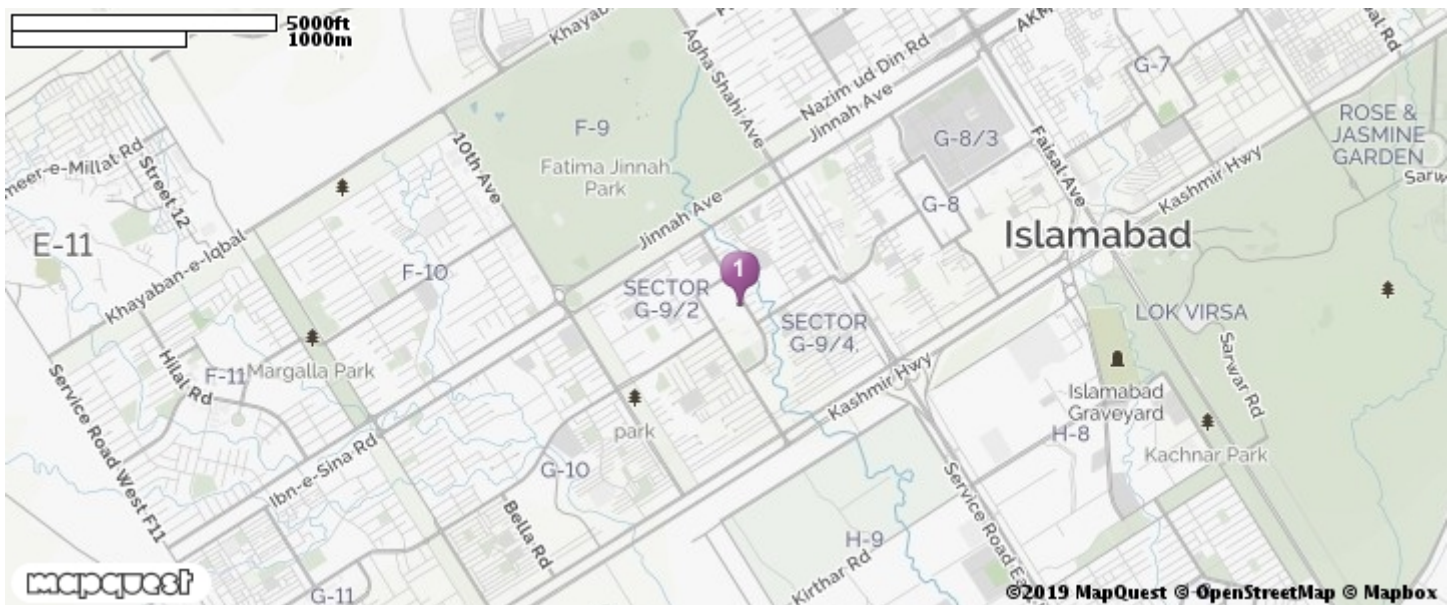 5000ft
1000m
Khayab
Agha Shahi Ave
Nazim ud Din Rd
Jinnah Ave
AKM
G-7
ROSE &
JASMINE
GARDEN
Kashmir Hwy
Sarw
F-9
Fatima Jinnah
Park
10th Ave
G-8/3
Faisal Ave
G-8
Islamabad
meer-e-Millat Rd
Street 12
E-11
Khayaban-e-Iqbal
F-10
Jinnah Ave
SECTOR
G-9/2
1
SECTOR
G-9/4,
LOK VIRSA
Sarwar Rd
Margalla Park
F-11
Hilal Rd
Service Road West F11
Ibn-e-Sina Rd
park
G-10
Bella Rd
Kashmir Hwy
Islamabad
Graveyard
H-8
Kachnar Park
Service Road Ea
H-9
Kirthar Rd
G-11
mapquest
©2019 MapQuest © OpenStreetMap © Mapbox